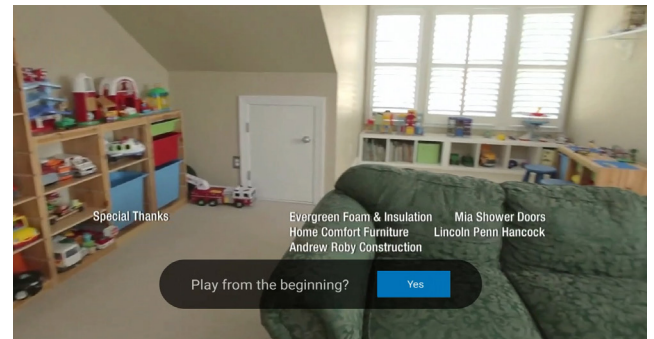 Special Thanks
Evergreen Foam & Insulation Mia Shower Doors
Home Comfort Furniture Lincoln Penn Hancock
Andrew Roby Construction
Play from the beginning? Yes